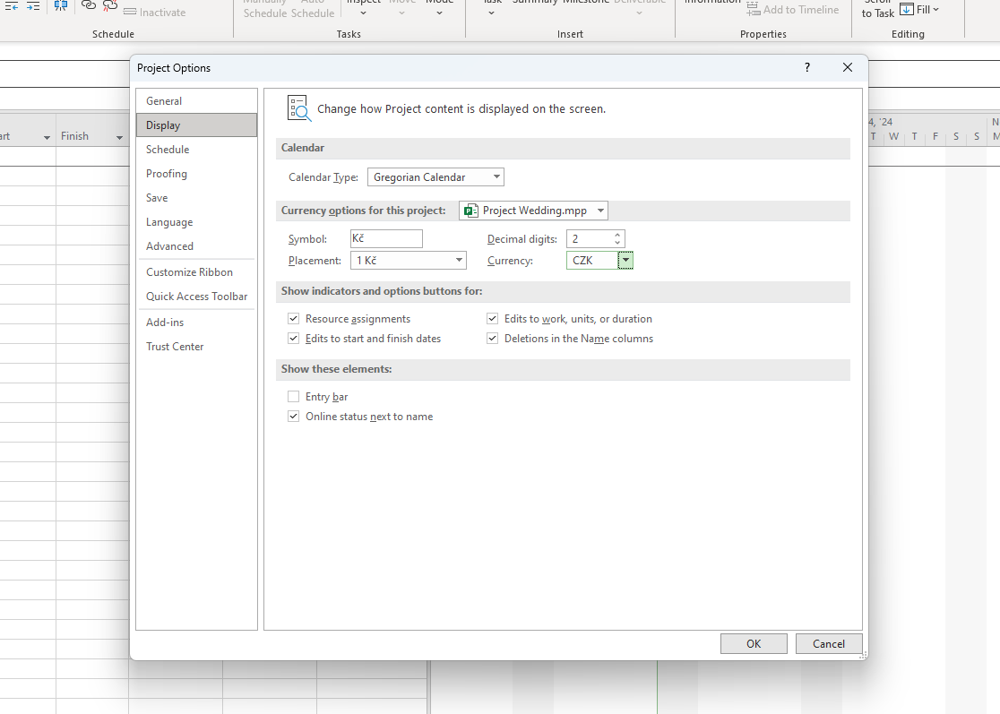 Manually Auto Inspect Move Mode Task Summary Milestone Deliverable Information Scroll
Inactivate Schedule Schedule Add to Timeline to Task Fill
Schedule Tasks Insert Properties Editing
Project Options ?
General
Display
Schedule
Proofing
Save
Language
Advanced
Customize Ribbon
Quick Access Toolbar
Add-ins
Trust Center
Change how Project content is displayed on the screen.
Calendar
Calendar Type: Gregorian Calendar
Currency options for this project: Project Wedding.mpp
Symbol: Kč Decimal digits: 2
Placement: 1 Kč Currency: CZK
Show indicators and options buttons for:
Resource assignments Edits to work, units, or duration
Edits to start and finish dates Deletions in the Name columns
Show these elements:
Entry bar
Online status next to name
OK Cancel
Finish
4, '24
T W T F S S